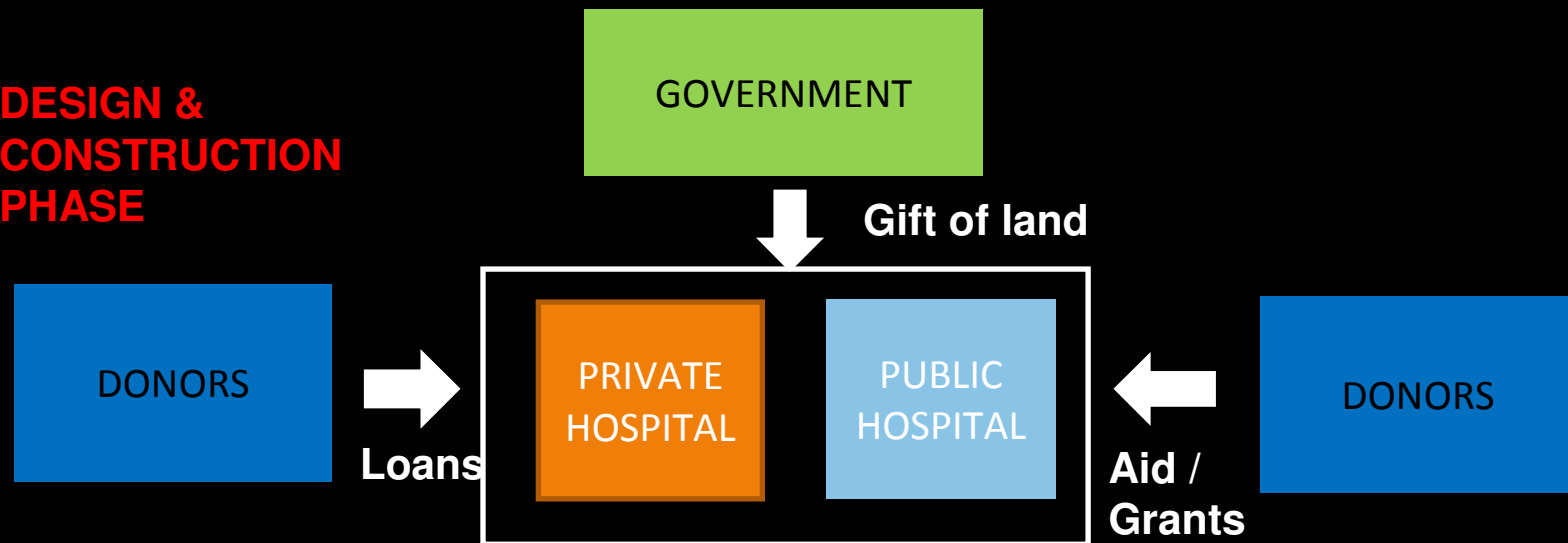 DESIGN &
CONSTRUCTION
PHASE
GOVERNMENT
Gift of land
DONORS
Loans
PRIVATE
HOSPITAL
PUBLIC
HOSPITAL
Aid /
Grants
DONORS